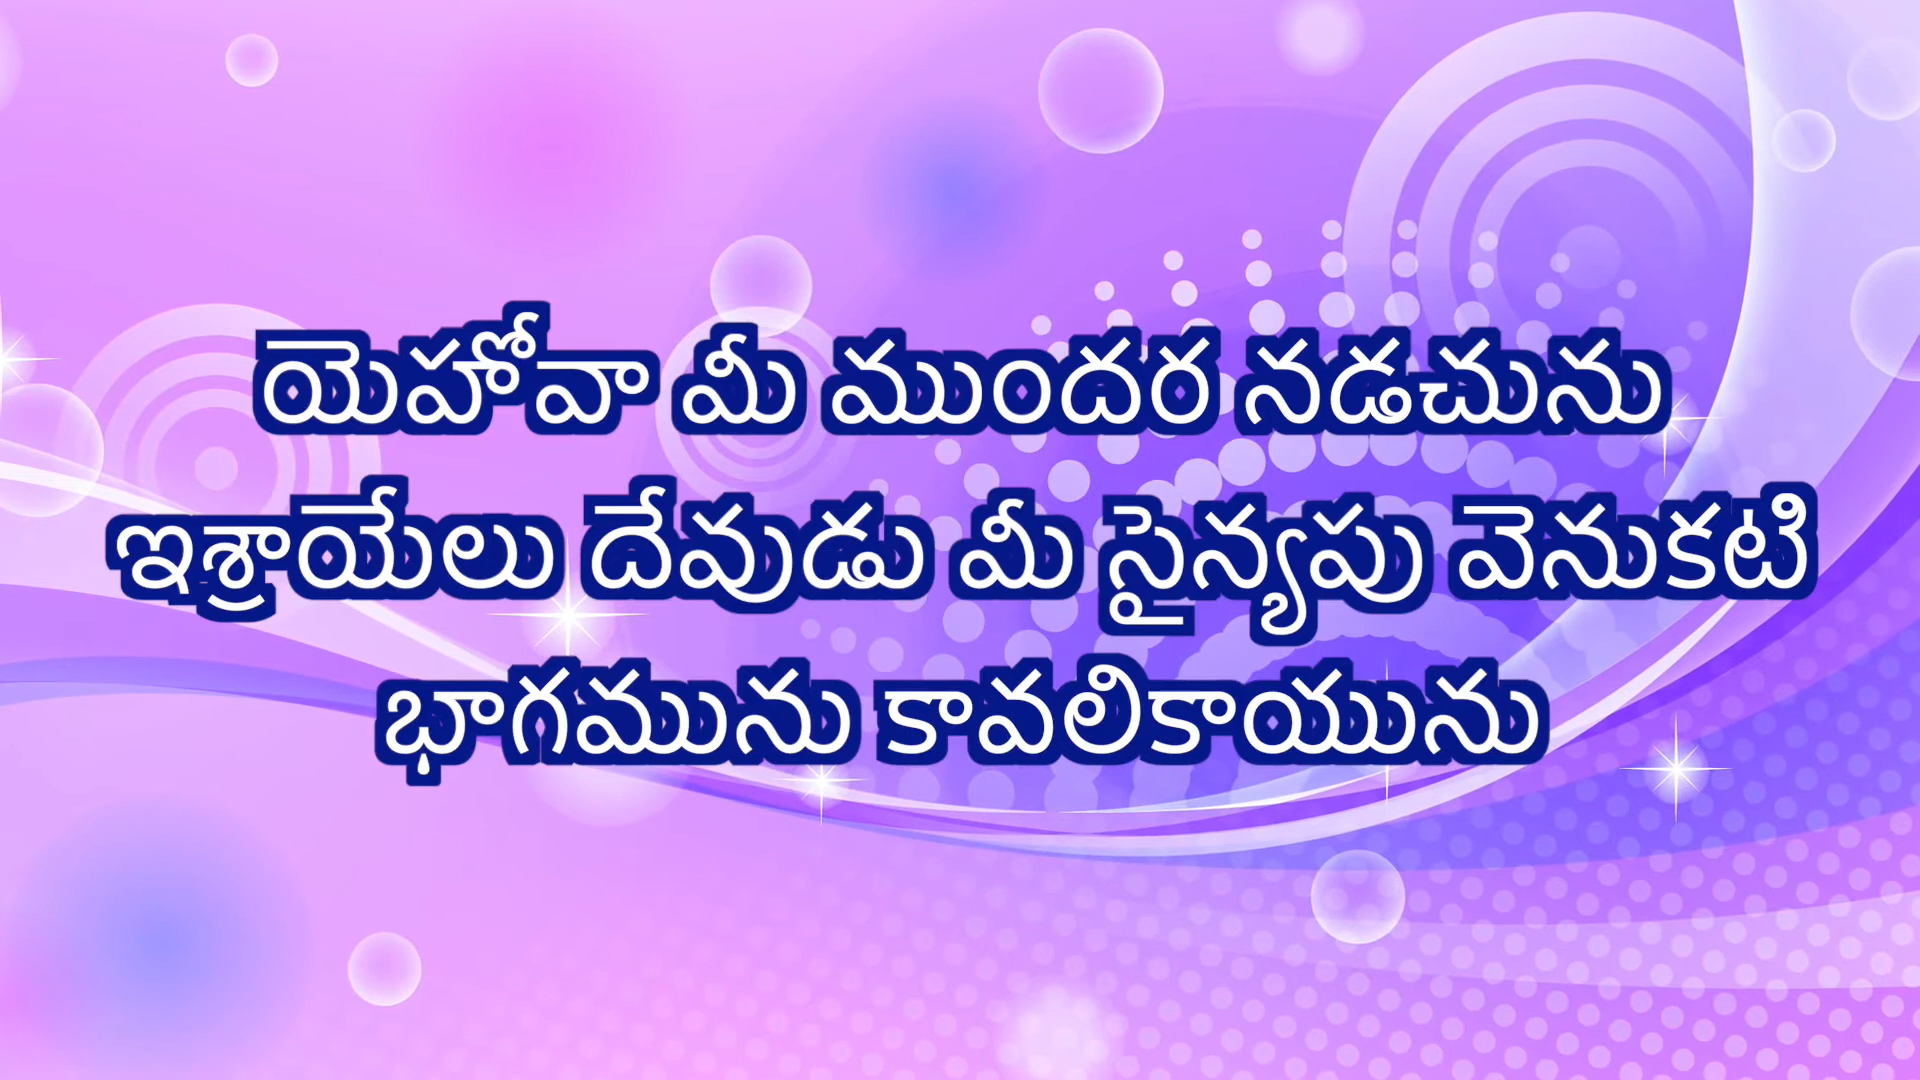 యెహోవా మీ ముందర నడచును
ఇశ్రాయేలు దేవుడు మీ సైన్యపు వెనుకటి
భాగమును కావలికాయును